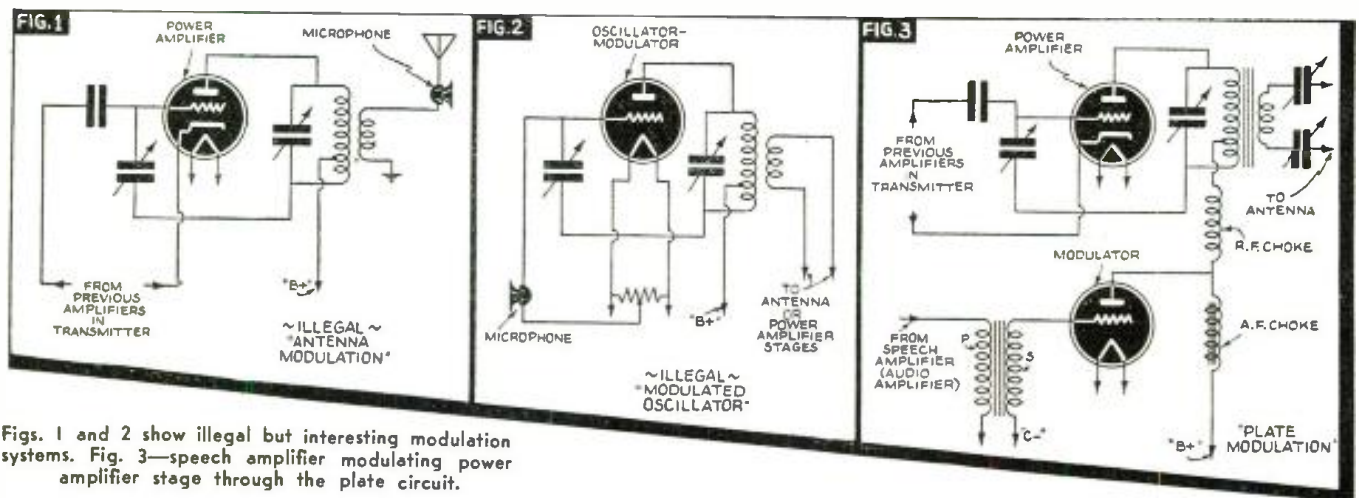 FIG.1
POWER
AMPLIFIER
MICROPHONE
FROM
PREVIOUS
AMPLIFIERS
IN
TRANSMITTER
"B+"
~ILLEGAL~
"ANTENNA
MODULATION"
FIG.2
OSCILLATOR-
MODULATOR
MICROPHONE
"B+"
TO
ANTENNA
OR
POWER
AMPLIFIER
STAGES
~ILLEGAL~
"MODULATED
OSCILLATOR"
FIG.3
POWER
AMPLIFIER
FROM
PREVIOUS
AMPLIFIERS
IN
TRANSMITTER
TO
ANTENNA
R.F. CHOKE
MODULATOR
A.F. CHOKE
FROM
SPEECH
AMPLIFIER
(AUDIO
AMPLIFIER)
P
S
"C-"
"B+"
"PLATE
MODULATION"
Figs. 1 and 2 show illegal but interesting modulation
systems. Fig. 3—speech amplifier modulating power
amplifier stage through the plate circuit.